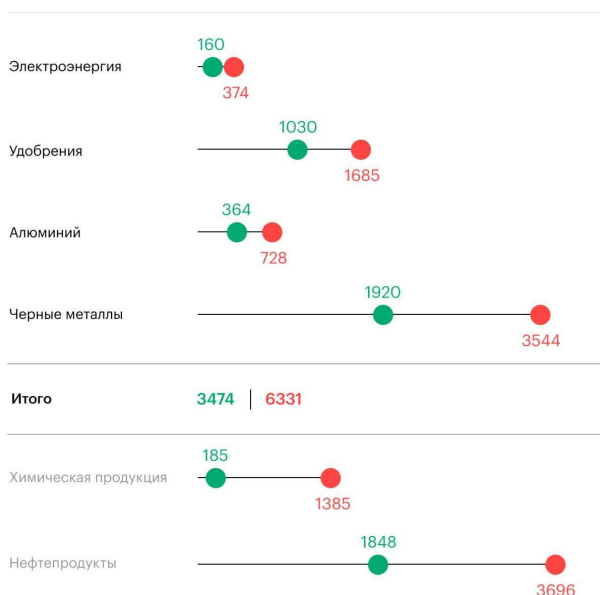 160
Электроэнергия
374
1030
Удобрения
1685
364
Алюминий
728
1920
Черные металлы
3544
Итого 3474 | 6331
185
Химическая продукция
1385
1848
Нефтепродукты
3696